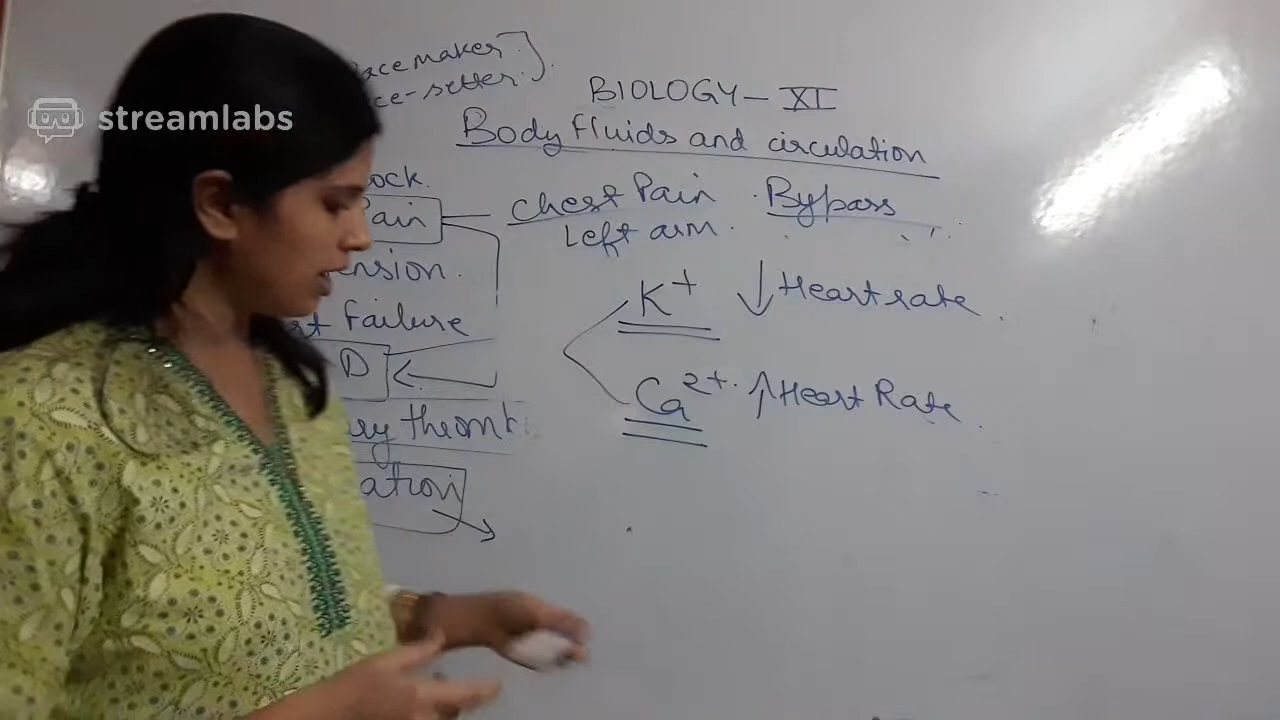 streamlabs
acemaker
ce-setter.
BIOLOGY - XI
Body fluids and circulation
ock.
Pain
Chest Pain
Left arm.
Bypass
ension.
Failure
D
K+ ↓ Heart rate
Ca2+. ↑ Heart Rate
ation